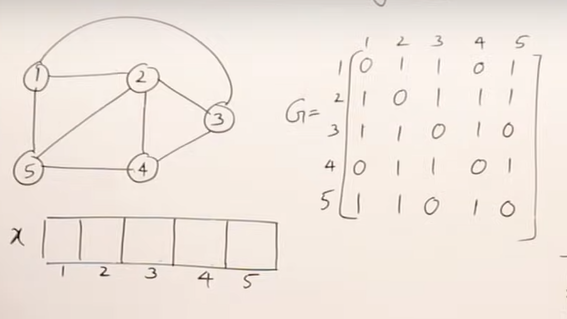 1 2 3 4 5
1 0 1 1 0 1
2 1 0 1 1 1
G= 3 1 1 0 1 0
4 0 1 1 0 1
5 1 1 0 1 0
1 2
3
5 4
x
1 2 3 4 5